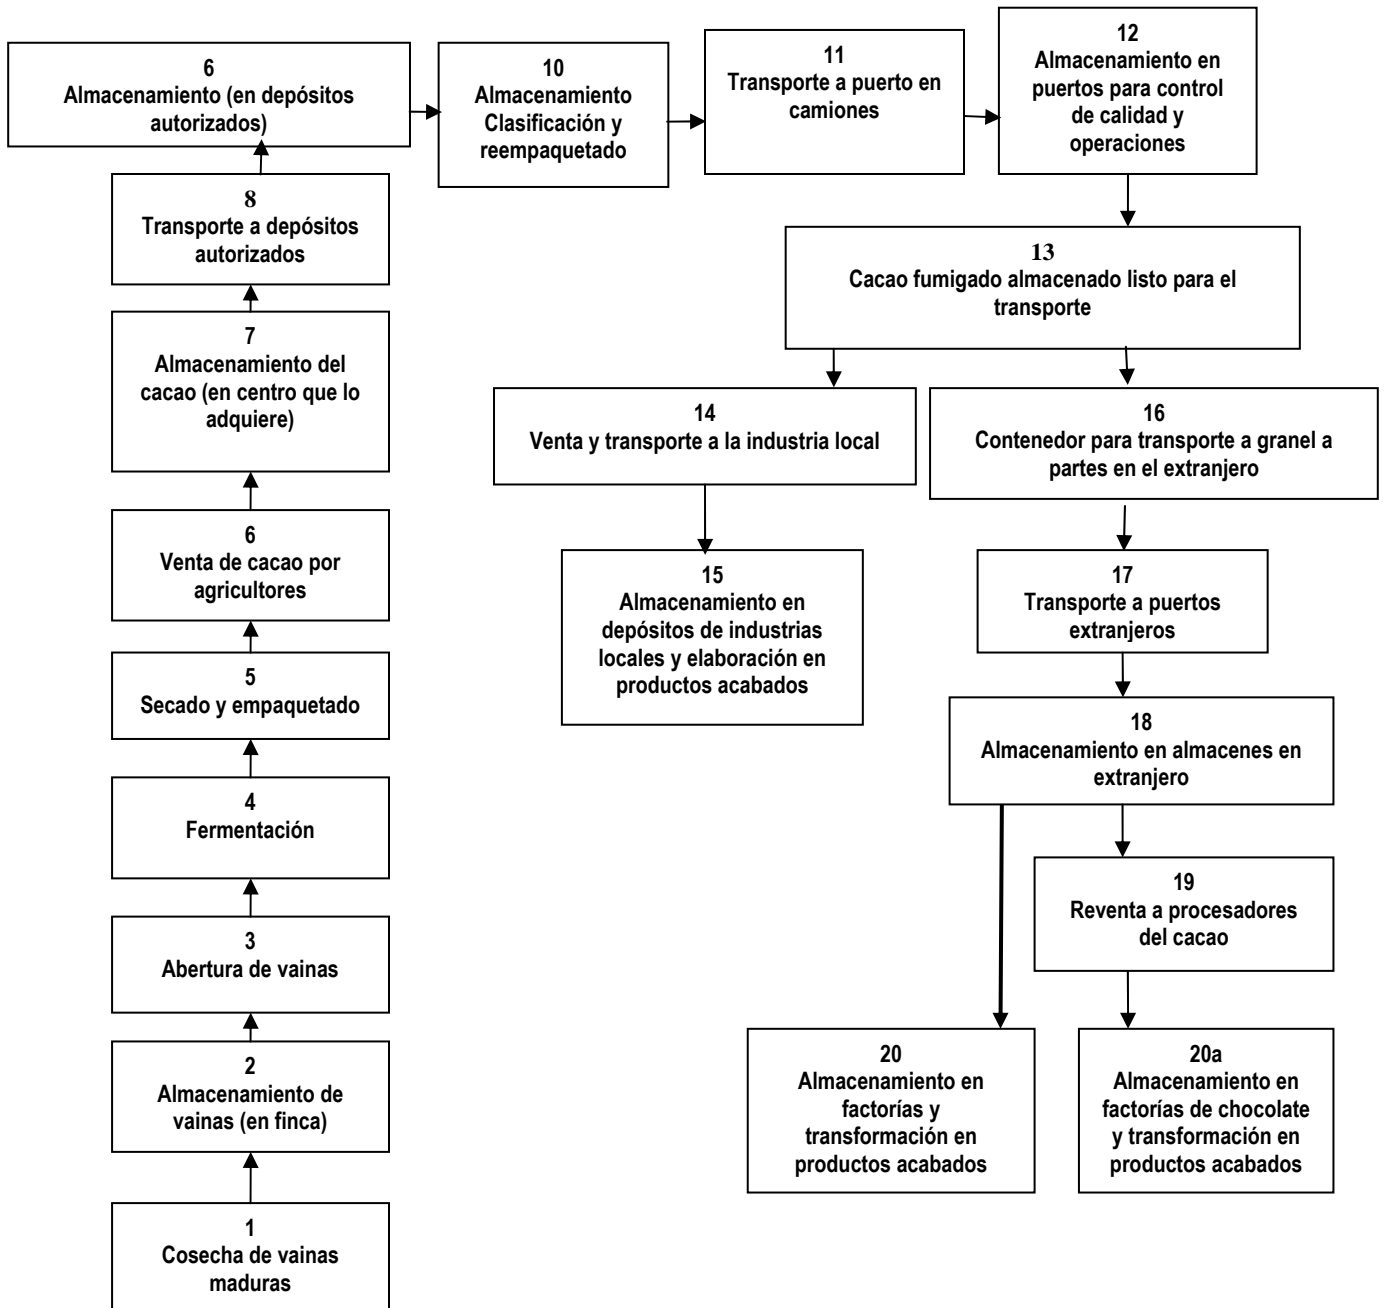 6
Almacenamiento (en depósitos
autorizados)
10
Almacenamiento
Clasificación y
reempaquetado
11
Transporte a puerto en
camiones
12
Almacenamiento en
puertos para control
de calidad y
operaciones
8
Transporte a depósitos
autorizados
13
Cacao fumigado almacenado listo para el
transporte
7
Almacenamiento del
cacao (en centro que lo
adquiere)
14
Venta y transporte a la industria local
16
Contenedor para transporte a granel a
partes en el extranjero
6
Venta de cacao por
agricultores
15
Almacenamiento en
depósitos de industrias
locales y elaboración en
productos acabados
17
Transporte a puertos
extranjeros
5
Secado y empaquetado
18
Almacenamiento en almacenes en
extranjero
4
Fermentación
19
Reventa a procesadores
del cacao
3
Abertura de vainas
2
Almacenamiento de
vainas (en finca)
20
Almacenamiento en
factorías y
transformación en
productos acabados
20a
Almacenamiento en
factorías de chocolate
y transformación en
productos acabados
1
Cosecha de vainas
maduras